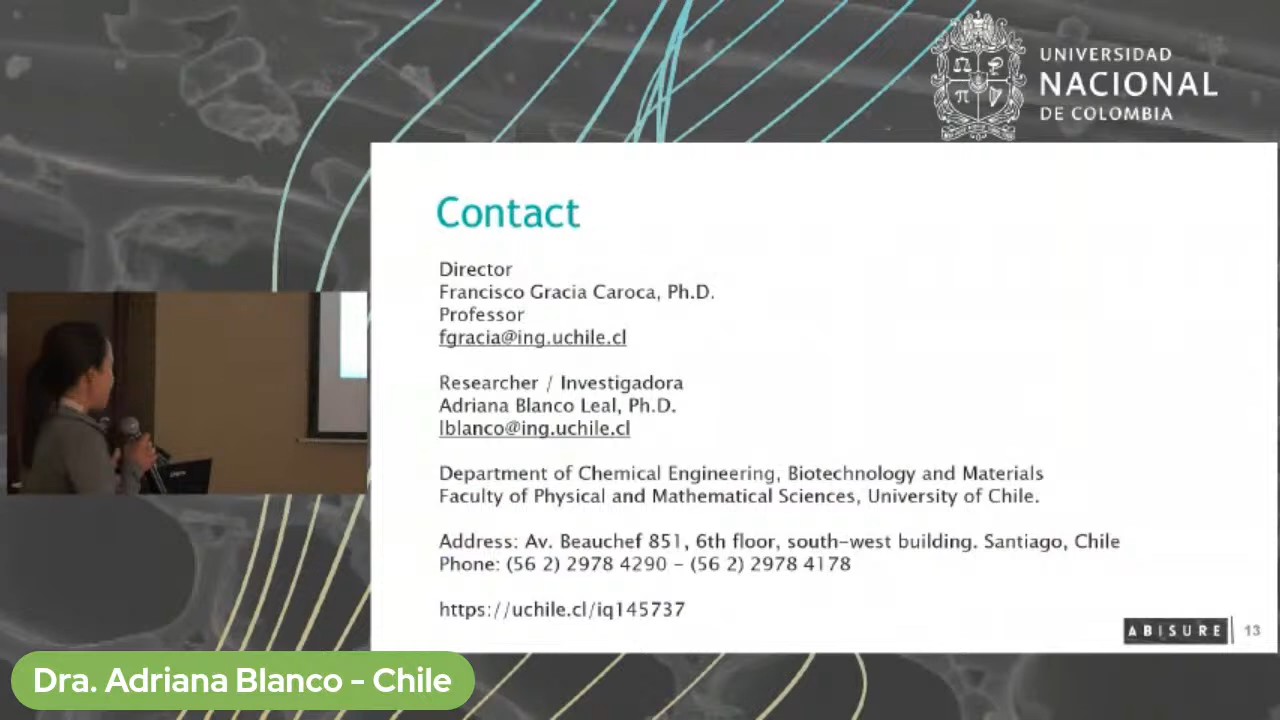 UNIVERSIDAD
NACIONAL
DE COLOMBIA
Contact
Director
Francisco Gracia Caroca, Ph.D.
Professor
fgracia@ing.uchile.cl
Researcher / Investigadora
Adriana Blanco Leal, Ph.D.
lblanco@ing.uchile.cl
Department of Chemical Engineering, Biotechnology and Materials
Faculty of Physical and Mathematical Sciences, University of Chile.
Address: Av. Beauchef 851, 6th floor, south-west building. Santiago, Chile
Phone: (56 2) 2978 4290 - (56 2) 2978 4178
https://uchile.cl/iq145737
ABISURE 13
Dra. Adriana Blanco - Chile